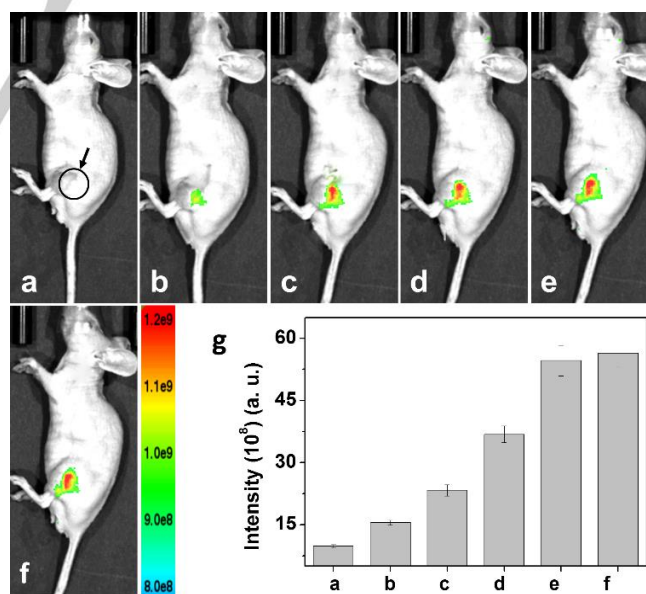 a
b
c
d
e
f
1.2e9
1.1e9
1.0e9
9.0e8
8.0e8
g
Intensity (10⁸) (a. u.)
60
45
30
15
a b c d e f